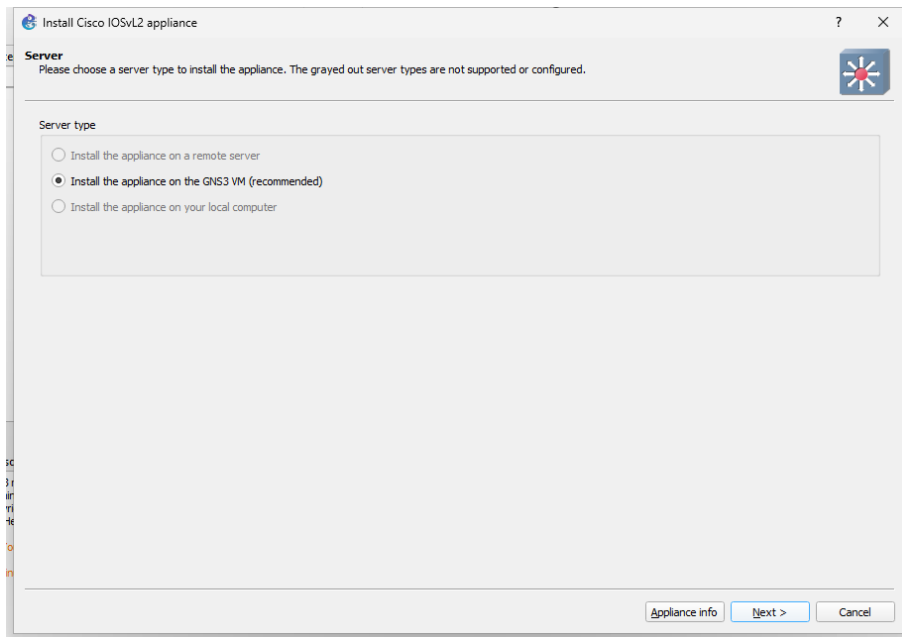 Install Cisco IOSvL2 appliance
Server
Please choose a server type to install the appliance. The grayed out server types are not supported or configured.
Server type
Install the appliance on a remote server
Install the appliance on the GNS3 VM (recommended)
Install the appliance on your local computer
Appliance info
Next >
Cancel